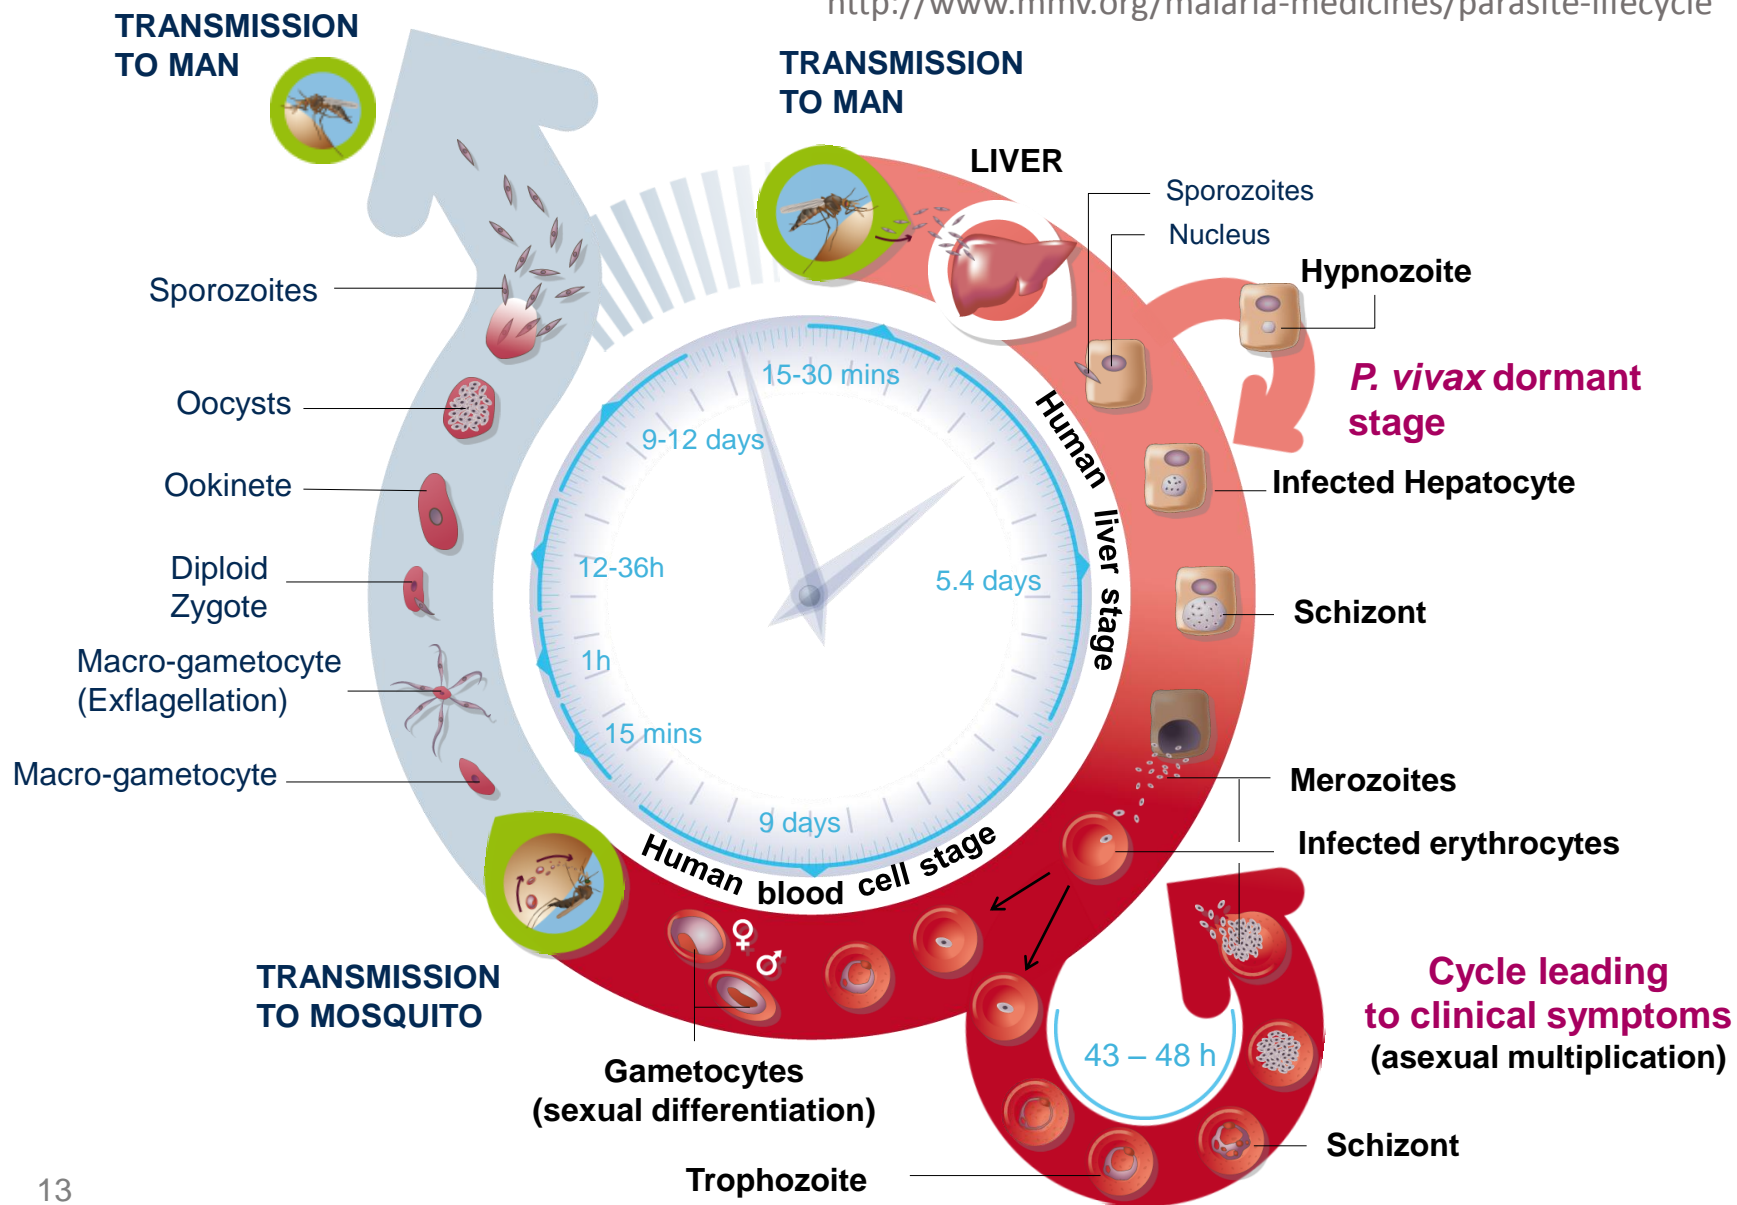 http://www.mmv.org/malaria-medicines/parasite-lifecycle
TRANSMISSION
TO MAN
TRANSMISSION
TO MAN
LIVER
Sporozoites
Nucleus
Hypnozoite
P. vivax dormant
stage
Infected Hepatocyte
Schizont
Merozoites
Infected erythrocytes
Cycle leading
to clinical symptoms
(asexual multiplication)
43 – 48 h
Schizont
Trophozoite
Gametocytes
(sexual differentiation)
♀
♂
TRANSMISSION
TO MOSQUITO
Macro-gametocyte
Macro-gametocyte
(Exflagellation)
Diploid
Zygote
Ookinete
Oocysts
Sporozoites
15-30 mins
5.4 days
9 days
15 mins
1h
12-36h
9-12 days
Human liver stage
Human blood cell stage
13